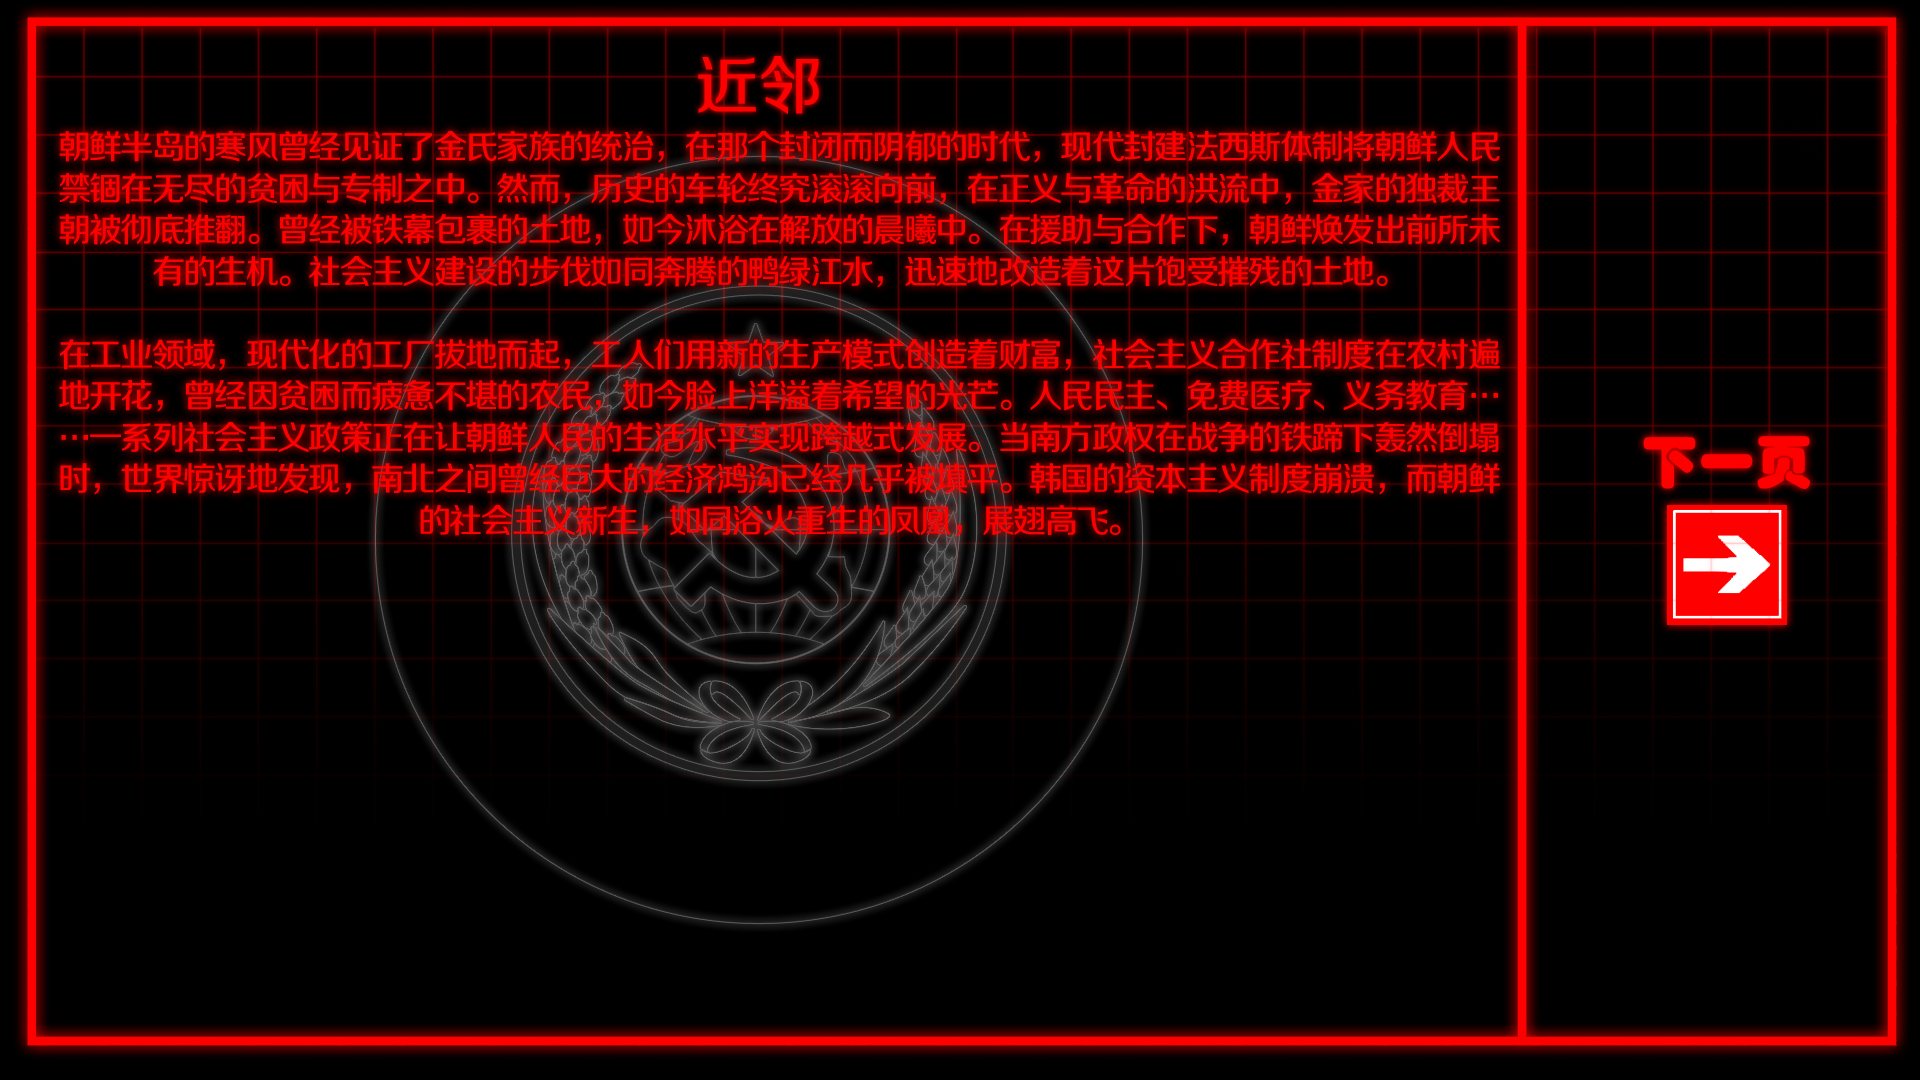 近邻
朝鲜半岛的寒风曾经见证了金氏家族的统治，在那个封闭而阴郁的时代，现代封建法西斯体制将朝鲜人民
禁锢在无尽的贫困与专制之中。然而，历史的车轮终究滚滚向前，在正义与革命的洪流中，金家的独裁王
朝被彻底推翻。曾经被铁幕包裹的土地，如今沐浴在解放的晨曦中。在援助与合作下，朝鲜焕发出前所未
有的生机。社会主义建设的步伐如同奔腾的鸭绿江水，迅速地改造着这片饱受摧残的土地。
在工业领域，现代化的工厂拔地而起，工人们用新的生产模式创造着财富，社会主义合作社制度在农村遍
地开花，曾经因贫困而疲惫不堪的农民，如今脸上洋溢着希望的光芒。人民民主、免费医疗、义务教育…
…一系列社会主义政策正在让朝鲜人民的生活水平实现跨越式发展。当南方政权在战争的铁蹄下轰然倒塌
时，世界惊讶地发现，南北之间曾经巨大的经济鸿沟已经几乎被填平。韩国的资本主义制度崩溃，而朝鲜
的社会主义新生，如同浴火重生的凤凰，展翅高飞。
下一页